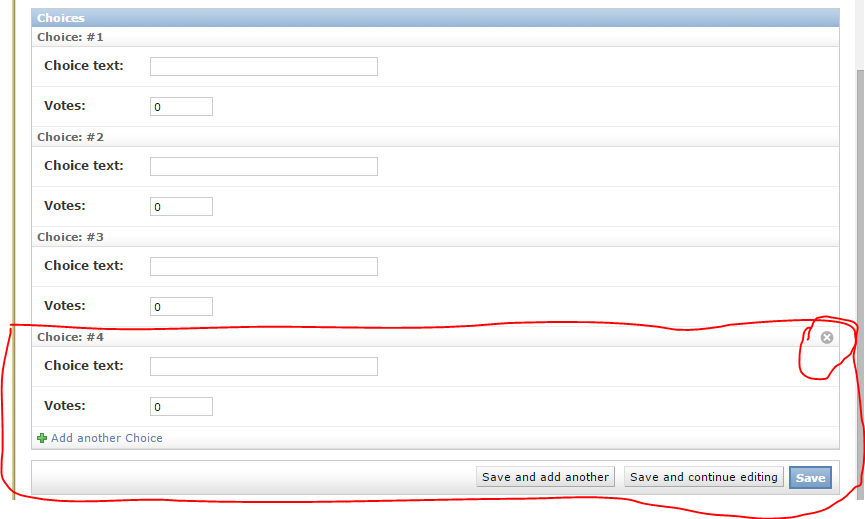 Choices
Choice: #1
Choice text:
Votes: 0
Choice: #2
Choice text:
Votes: 0
Choice: #3
Choice text:
Votes: 0
Choice: #4
Choice text:
Votes: 0
Add another Choice
Save and add another Save and continue editing Save